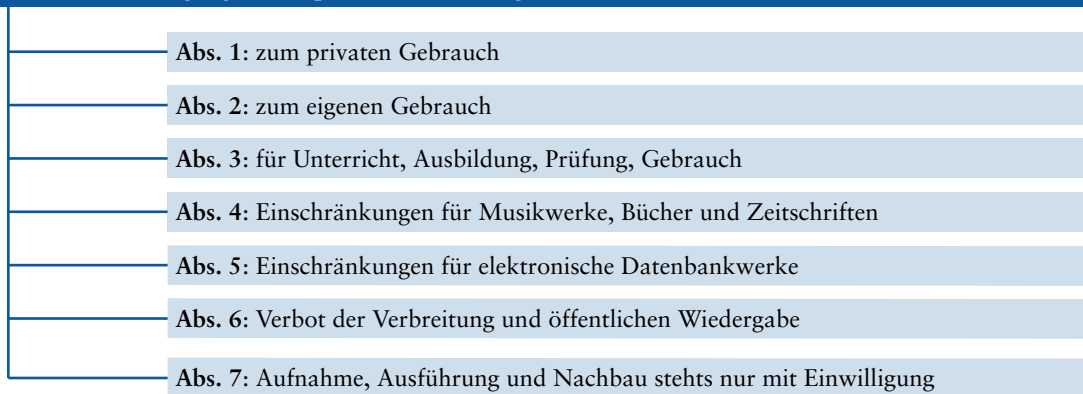 Abs. 1: zum privaten Gebrauch
Abs. 2: zum eigenen Gebrauch
Abs. 3: für Unterricht, Ausbildung, Prüfung, Gebrauch
Abs. 4: Einschränkungen für Musikwerke, Bücher und Zeitschriften
Abs. 5: Einschränkungen für elektronische Datenbankwerke
Abs. 6: Verbot der Verbreitung und öffentlichen Wiedergabe
Abs. 7: Aufnahme, Ausführung und Nachbau stehts nur mit Einwilligung